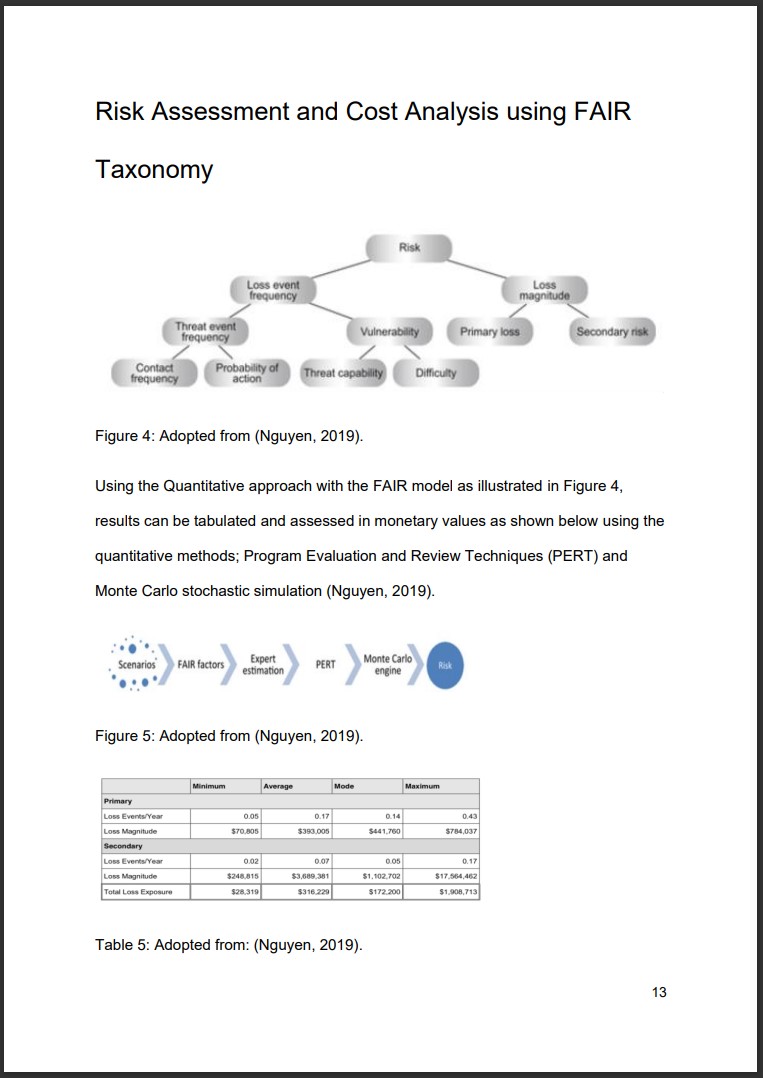 Risk Assessment and Cost Analysis using FAIR
Taxonomy
Risk
Loss event
frequency
Loss
magnitude
Threat event
frequency
Vulnerability
Primary loss
Secondary risk
Contact
frequency
Probability of
action
Threat capability
Difficulty
Figure 4: Adopted from (Nguyen, 2019).
Using the Quantitative approach with the FAIR model as illustrated in Figure 4,
results can be tabulated and assessed in monetary values as shown below using the
quantitative methods; Program Evaluation and Review Techniques (PERT) and
Monte Carlo stochastic simulation (Nguyen, 2019).
Scenarios
FAIR factors
Expert
estimation
PERT
Monte Carlo
engine
Risk
Figure 5: Adopted from (Nguyen, 2019).
Minimum Average Mode Maximum
Primary
Loss Events/Year 0.05 0.17 0.14 0.43
Loss Magnitude $70,805 $393,005 $441,760 $784,037
Secondary
Loss Events/Year 0.02 0.07 0.05 0.17
Loss Magnitude $248,815 $3,689,381 $1,102,702 $17,564,462
Total Loss Exposure $28,319 $316,229 $172,200 $1,908,713
Table 5: Adopted from: (Nguyen, 2019).
13